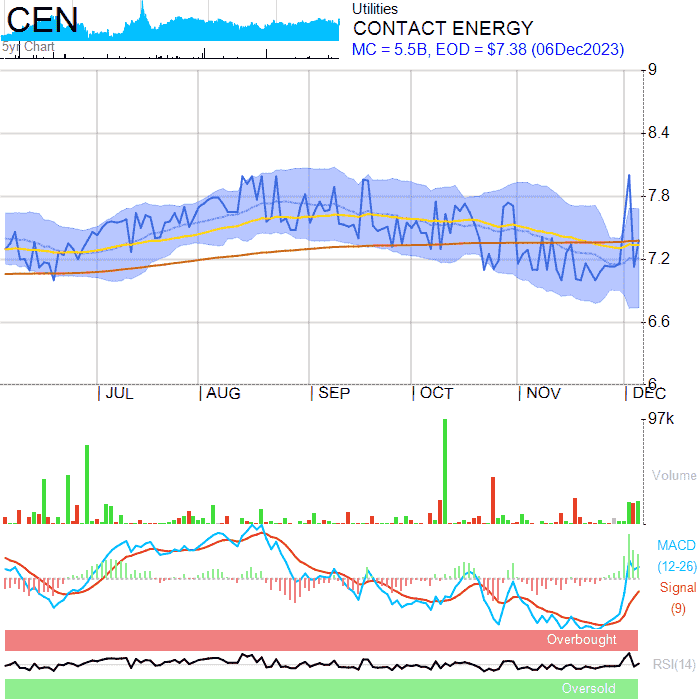 CEN
5yr Chart
Utilities
CONTACT ENERGY
MC = 5.5B, EOD = $7.38 (06Dec2023)
9
8.4
7.8
7.2
6.6
6
JUL AUG SEP OCT NOV DEC
97k
Volume
MACD
(12-26)
Signal
(9)
Overbought
RSI(14)
Oversold